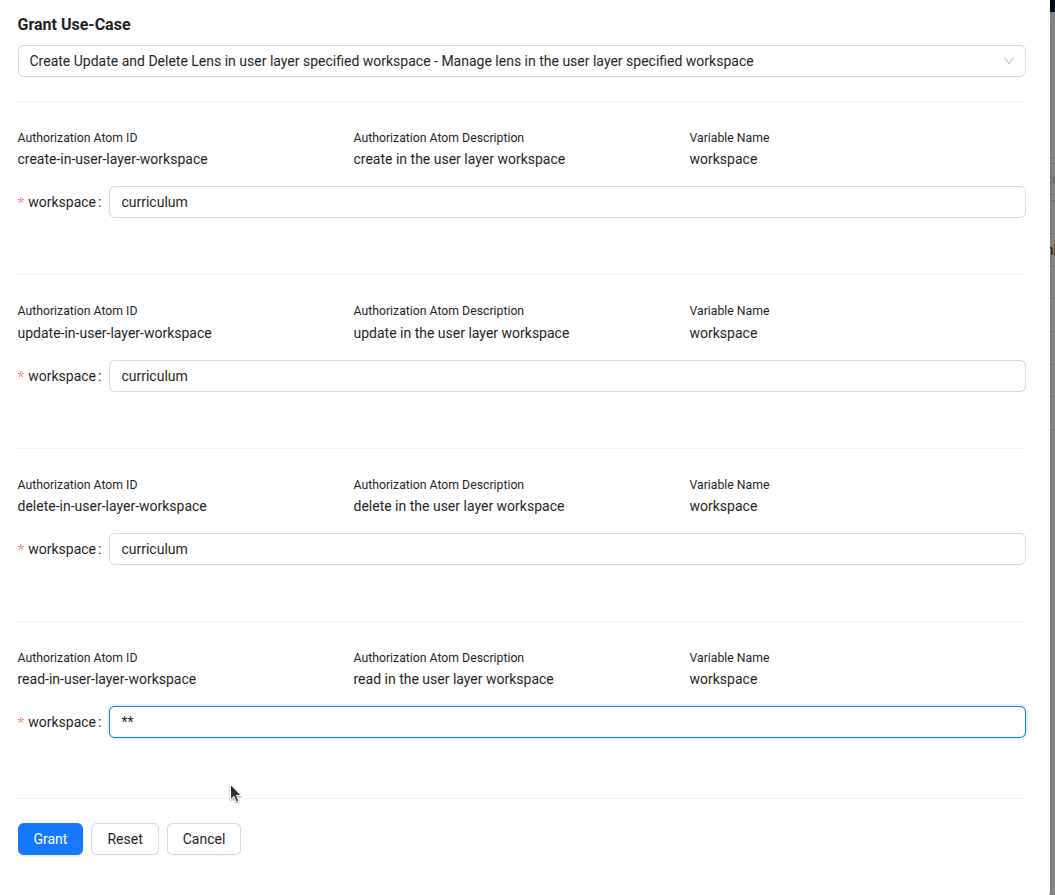 Grant Use-Case
Create Update and Delete Lens in user layer specified workspace - Manage lens in the user layer specified workspace
Authorization Atom ID Authorization Atom Description Variable Name
create-in-user-layer-workspace create in the user layer workspace workspace
* workspace: curriculum
Authorization Atom ID Authorization Atom Description Variable Name
update-in-user-layer-workspace update in the user layer workspace workspace
* workspace: curriculum
Authorization Atom ID Authorization Atom Description Variable Name
delete-in-user-layer-workspace delete in the user layer workspace workspace
* workspace: curriculum
Authorization Atom ID Authorization Atom Description Variable Name
read-in-user-layer-workspace read in the user layer workspace workspace
* workspace: **
Grant Reset Cancel